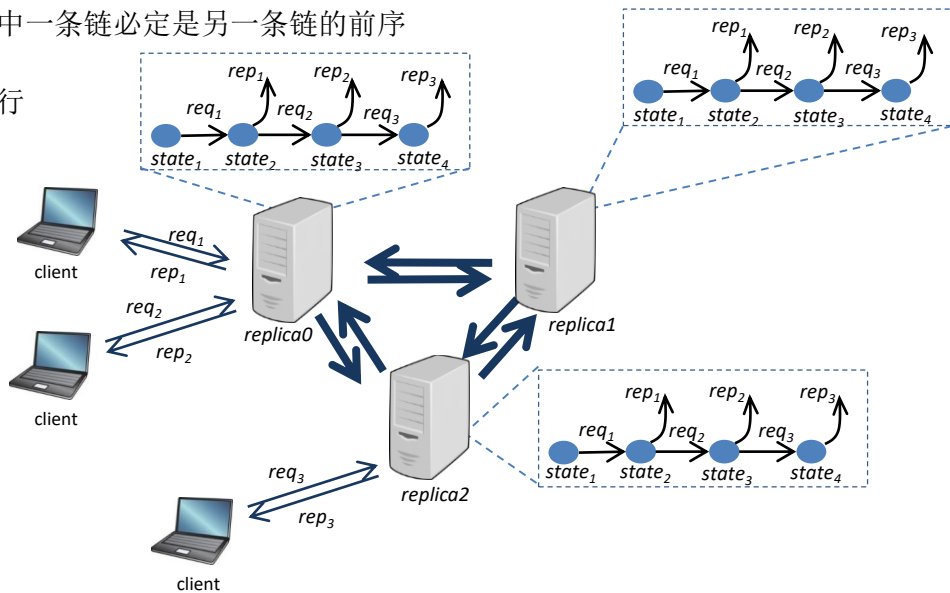 中一条链必定是另一条链的前序
行
rep₁ rep₂ rep₃
req₁ req₂ req₃
state₁ state₂ state₃ state₄
rep₁ rep₂ rep₃
req₁ req₂ req₃
state₁ state₂ state₃ state₄
client
req₁
rep₁
replica0
replica1
client
req₂
rep₂
rep₁ rep₂ rep₃
req₁ req₂ req₃
state₁ state₂ state₃ state₄
replica2
client
req₃
rep₃